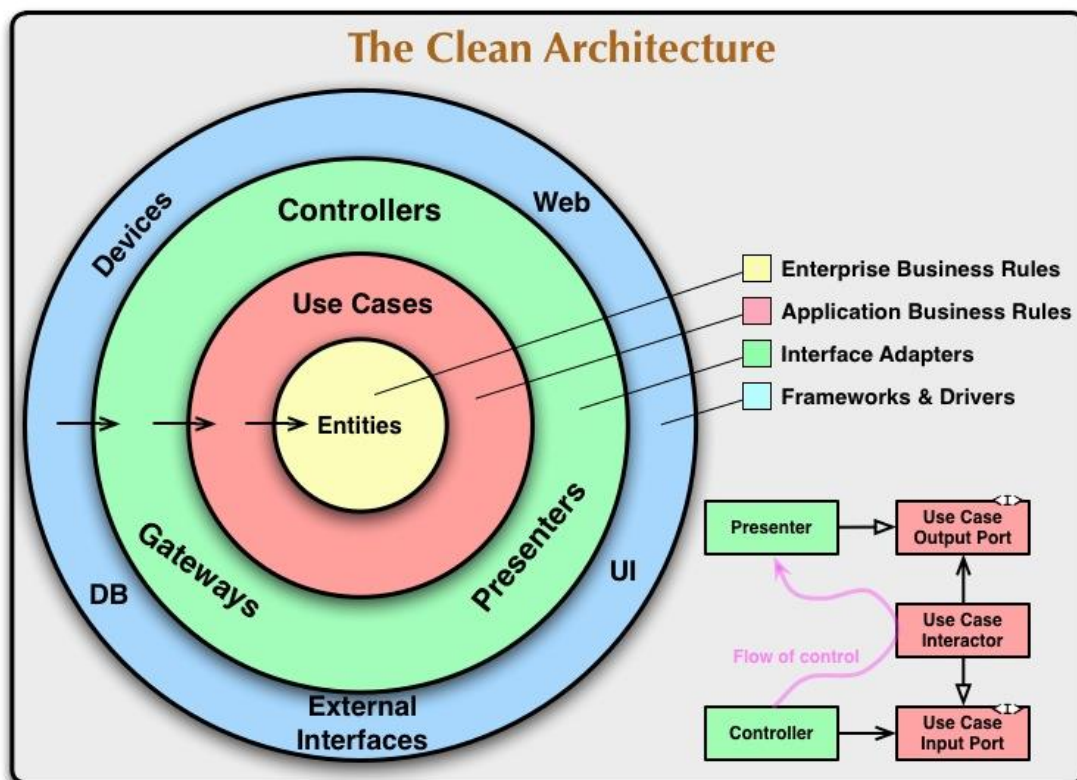 The Clean Architecture
Devices
Web
Controllers
Use Cases
Entities
Gateways
Presenters
DB
UI
External
Interfaces
Enterprise Business Rules
Application Business Rules
Interface Adapters
Frameworks & Drivers
Presenter
<I>
Use Case
Output Port
Use Case
Interactor
Flow of control
Controller
<I>
Use Case
Input Port